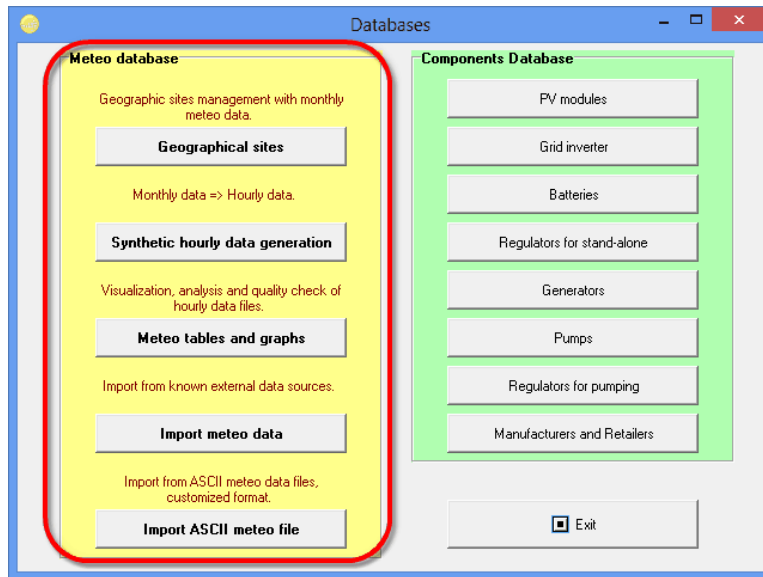 Databases
Meteo database
Geographic sites management with monthly
meteo data.
Geographical sites
Monthly data => Hourly data.
Synthetic hourly data generation
Visualization, analysis and quality check of
hourly data files.
Meteo tables and graphs
Import from known external data sources.
Import meteo data
Import from ASCII meteo data files,
customized format.
Import ASCII meteo file
Components Database
PV modules
Grid inverter
Batteries
Regulators for stand-alone
Generators
Pumps
Regulators for pumping
Manufacturers and Retailers
Exit